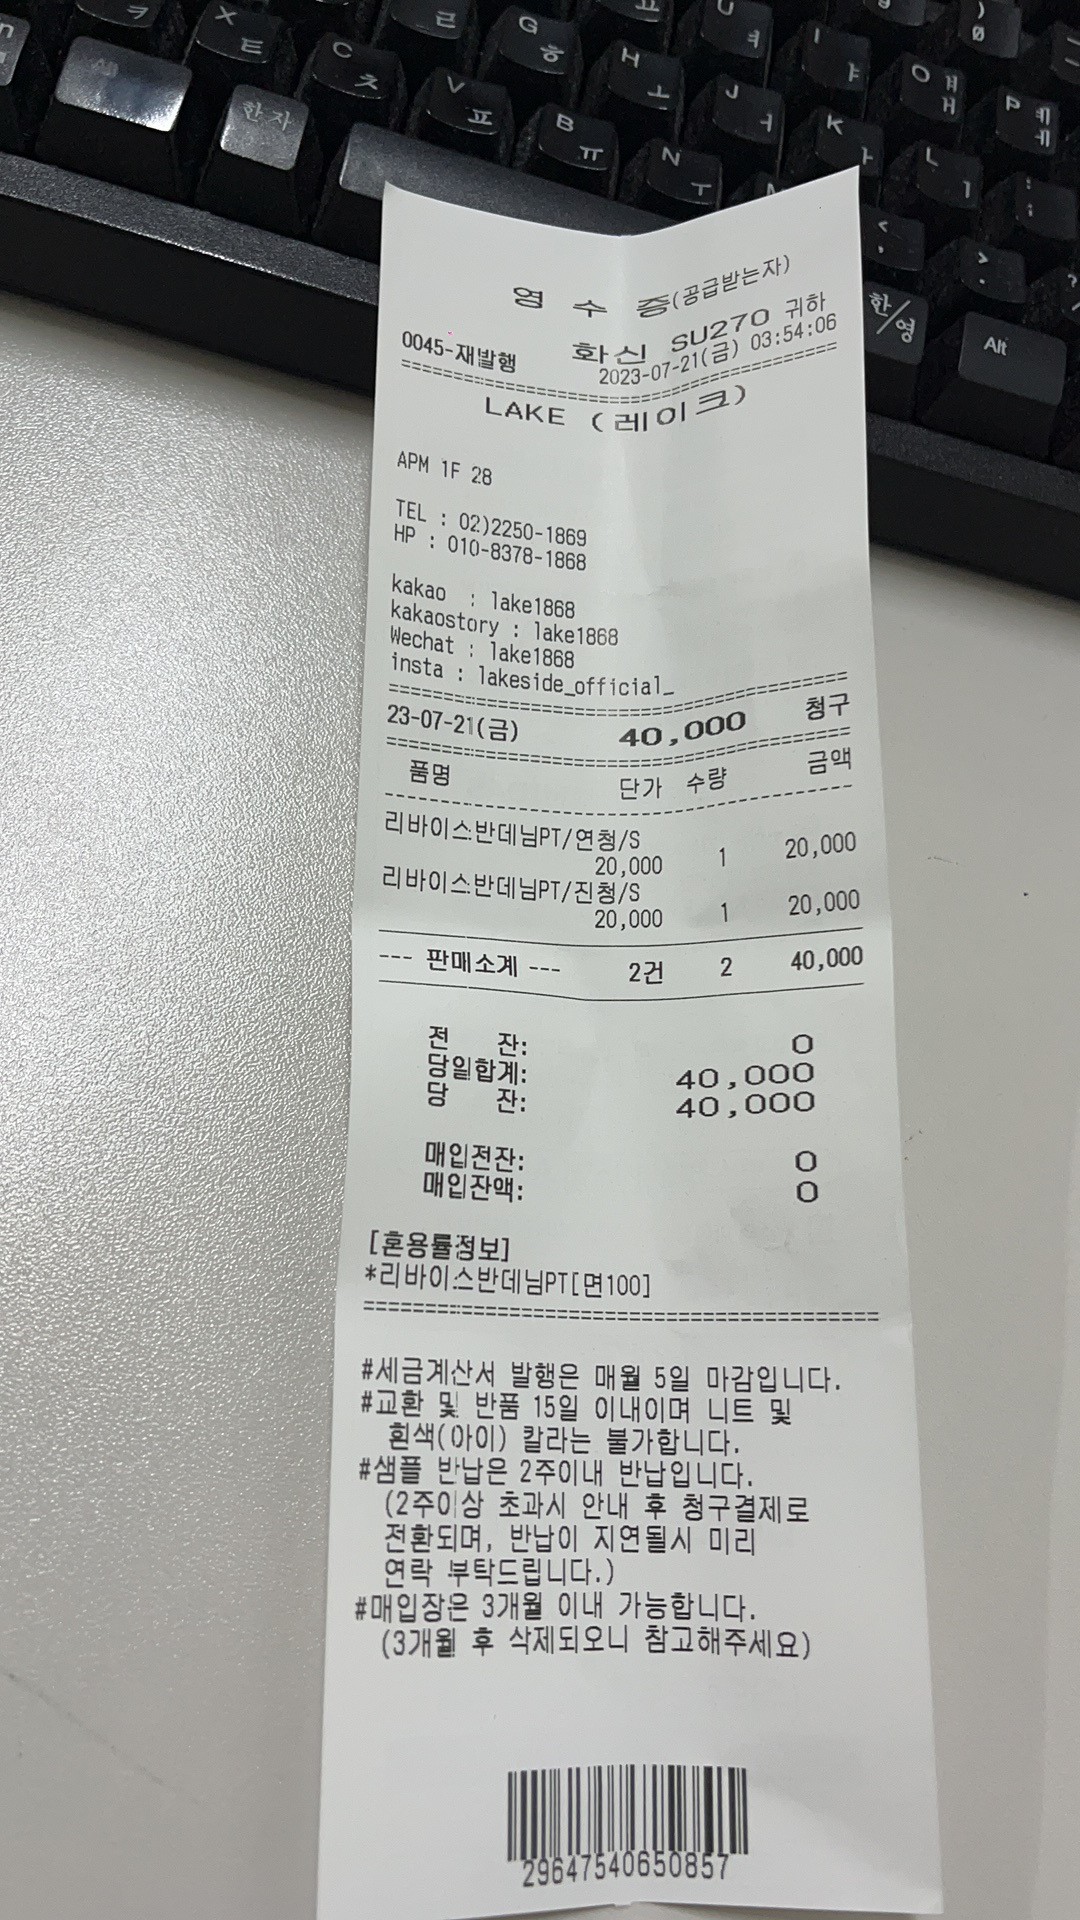 영 수 증(공급받는자)
0045-재발행 화신 SU270 귀하
2023-07-21(금) 03:54:06
LAKE (레이크)
APM 1F 28
TEL : 02)2250-1869
HP : 010-8378-1868
kakao : lake1868
kakaostory : lake1868
Wechat : lake1868
insta : lakeside_official_
23-07-21(금) 40,000 청구
품명 단가 수량 금액
리바이스반데님PT/연청/S
20,000 1 20,000
리바이스반데님PT/진청/S
20,000 1 20,000
--- 판매소계 --- 2건 2 40,000
전 잔: 0
당일합계: 40,000
당 잔: 40,000
매입전잔: 0
매입잔액: 0
[혼용률정보]
*리바이스반데님PT[면100]
#세금계산서 발행은 매월 5일 마감입니다.
#교환 및 반품 15일 이내이며 니트 및
흰색(아이) 칼라는 불가합니다.
#샘플 반납은 2주이내 반납입니다.
(2주이상 초과시 안내 후 청구결제로
전환되며, 반납이 지연될시 미리
연락 부탁드립니다.)
#매입장은 3개월 이내 가능합니다.
(3개월 후 삭제되오니 참고해주세요)
29647540650857
X ㅌ
C ㅊ
V ㅍ
B ㅠ
N ㅜ
G ㅎ
H ㅗ
J ㅓ
K ㅏ
L ㅣ
U ㅕ
I ㅑ
O ㅒ ㅐ
P ㅖ ㅔ
한자
한/영
Alt